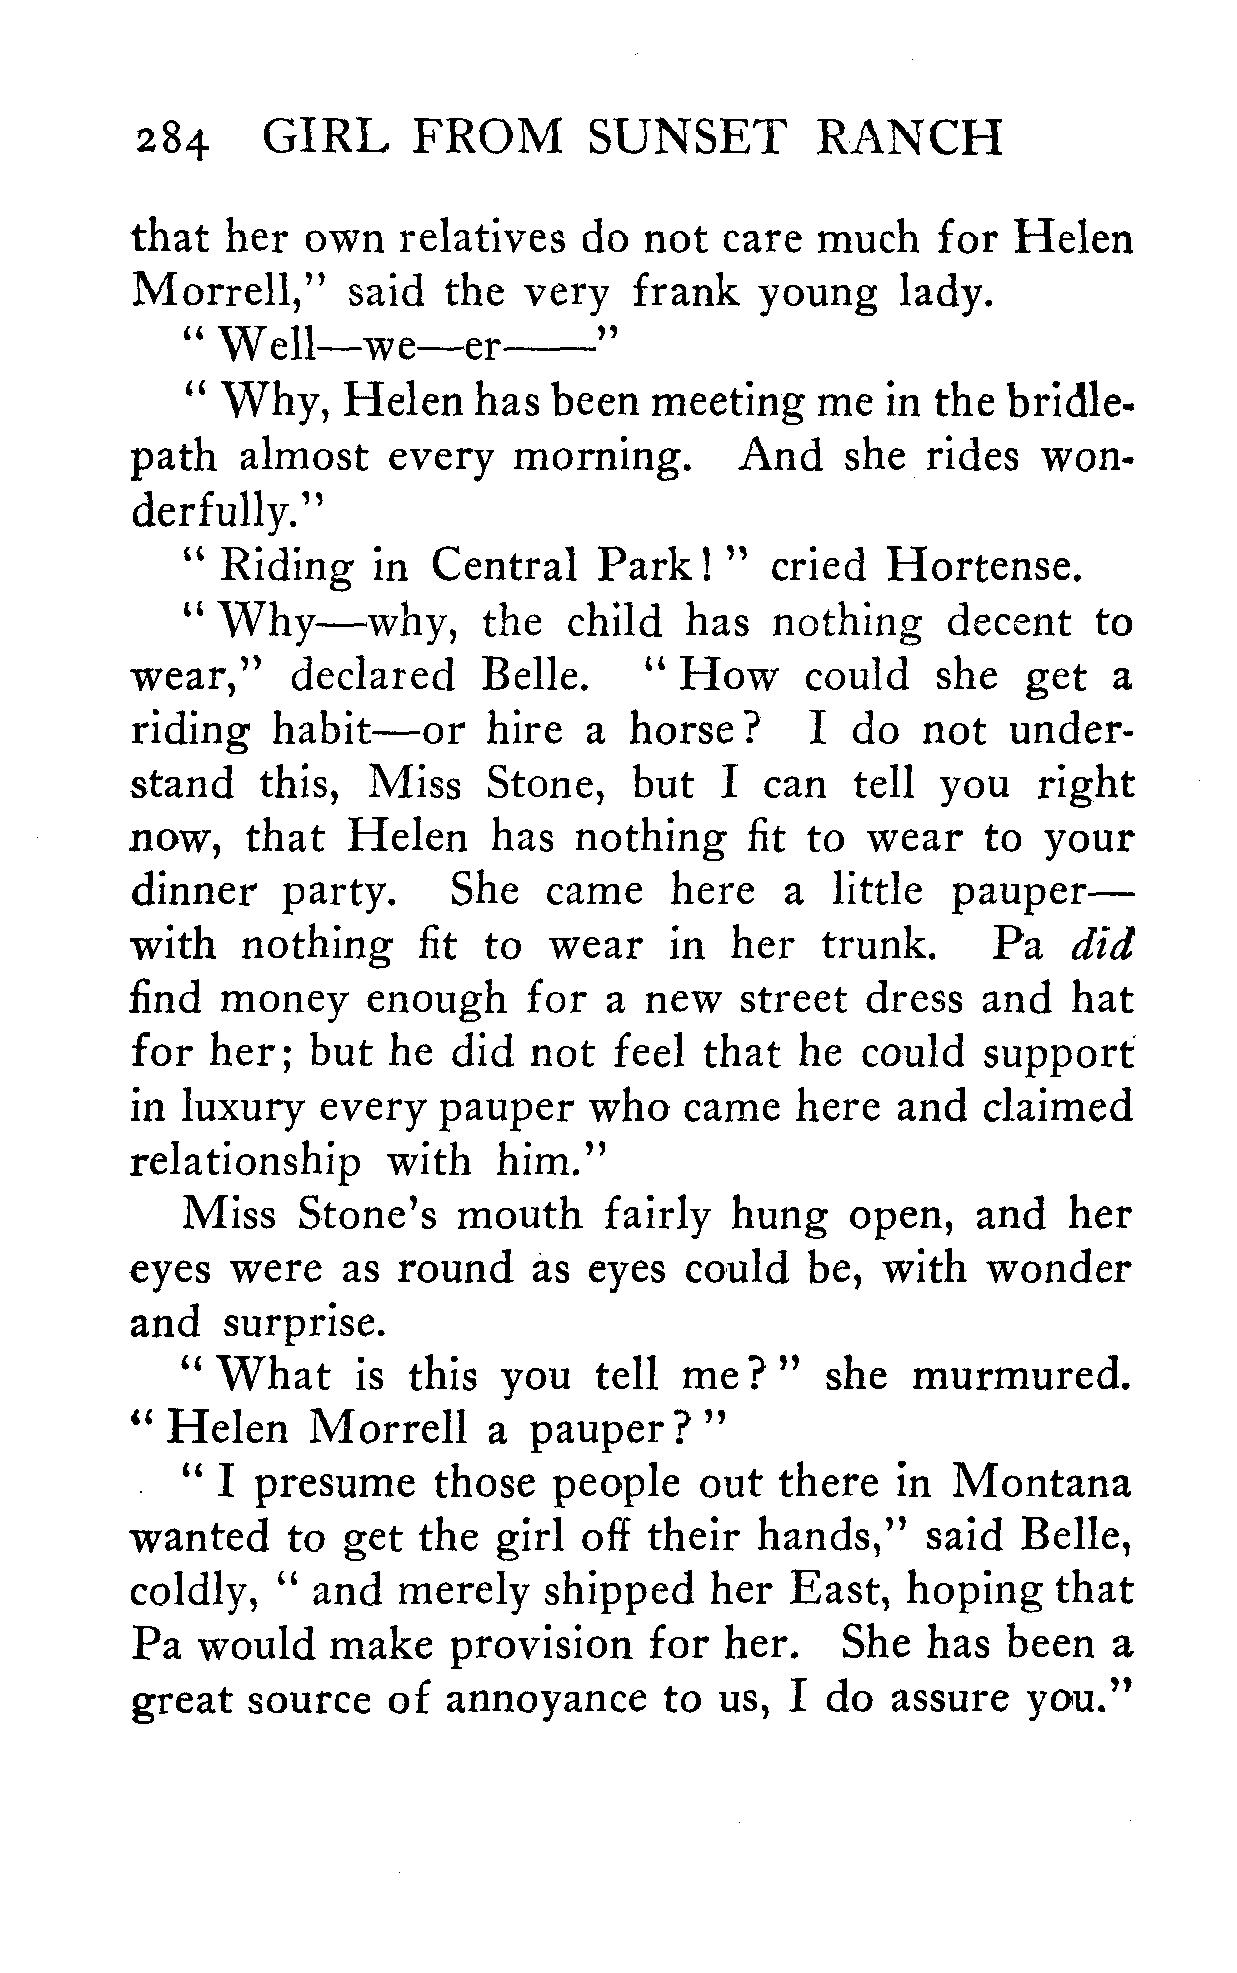 284 GIRL FROM SUNSET RANCH
that her own relatives do not care much for Helen
Morrell," said the very frank young lady.
" Well—we—er——"
" Why, Helen has been meeting me in the bridle-
path almost every morning. And she rides won-
derfully."
" Riding in Central Park! " cried Hortense.
" Why—why, the child has nothing decent to
wear," declared Belle. " How could she get a
riding habit—or hire a horse? I do not under-
stand this, Miss Stone, but I can tell you right
now, that Helen has nothing fit to wear to your
dinner party. She came here a little pauper—
with nothing fit to wear in her trunk. Pa did
find money enough for a new street dress and hat
for her; but he did not feel that he could support
in luxury every pauper who came here and claimed
relationship with him."
Miss Stone's mouth fairly hung open, and her
eyes were as round as eyes could be, with wonder
and surprise.
" What is this you tell me? " she murmured.
" Helen Morrell a pauper? "
" I presume those people out there in Montana
wanted to get the girl off their hands," said Belle,
coldly, " and merely shipped her East, hoping that
Pa would make provision for her. She has been a
great source of annoyance to us, I do assure you."